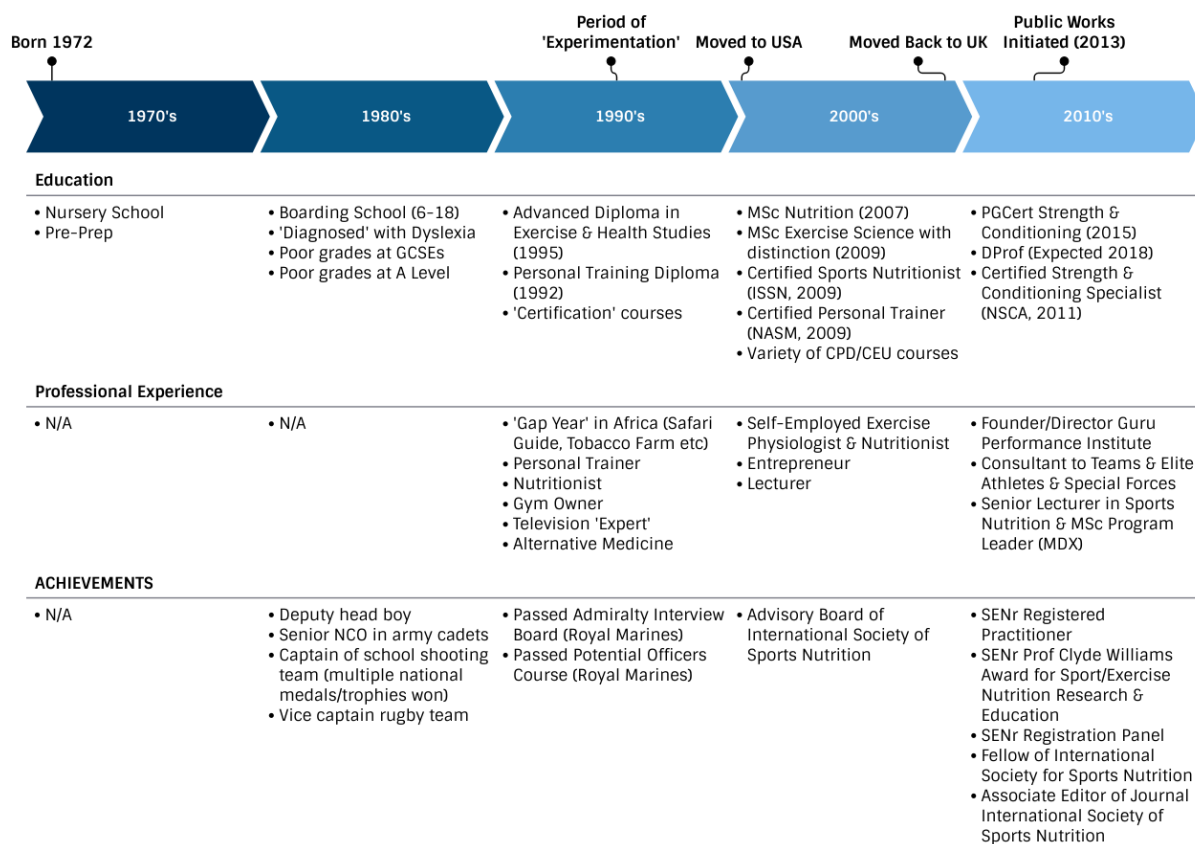 Period of
'Experimentation'
Public Works
Initiated (2013)
Born 1972
Moved to USA
Moved Back to UK
1970's
1980's
1990's
2000's
2010's
Education
• Nursery School
• Pre-Prep
• Boarding School (6-18)
• 'Diagnosed' with Dyslexia
• Poor grades at GCSEs
• Poor grades at A Level
• Advanced Diploma in
Exercise & Health Studies
(1995)
• Personal Training Diploma
(1992)
• 'Certification' courses
• MSc Nutrition (2007)
• MSc Exercise Science with
distinction (2009)
• Certified Sports Nutritionist
(ISSN, 2009)
• Certified Personal Trainer
(NASM, 2009)
• Variety of CPD/CEU courses
• PGCert Strength &
Conditioning (2015)
• DProf (Expected 2018)
• Certified Strength &
Conditioning Specialist
(NSCA, 2011)
Professional Experience
• N/A
• N/A
• 'Gap Year' in Africa (Safari
Guide, Tobacco Farm etc)
• Personal Trainer
• Nutritionist
• Gym Owner
• Television 'Expert'
• Alternative Medicine
• Self-Employed Exercise
Physiologist & Nutritionist
• Entrepreneur
• Lecturer
• Founder/Director Guru
Performance Institute
• Consultant to Teams & Elite
Athletes & Special Forces
• Senior Lecturer in Sports
Nutrition & MSc Program
Leader (MDX)
ACHIEVEMENTS
• N/A
• Deputy head boy
• Senior NCO in army cadets
• Captain of school shooting
team (multiple national
medals/trophies won)
• Vice captain rugby team
• Passed Admiralty Interview
Board (Royal Marines)
• Passed Potential Officers
Course (Royal Marines)
• Advisory Board of
International Society of
Sports Nutrition
• SENr Registered
Practitioner
• SENr Prof Clyde Williams
Award for Sport/Exercise
Nutrition Research &
Education
• SENr Registration Panel
• Fellow of International
Society for Sports Nutrition
• Associate Editor of Journal
International Society of
Sports Nutrition